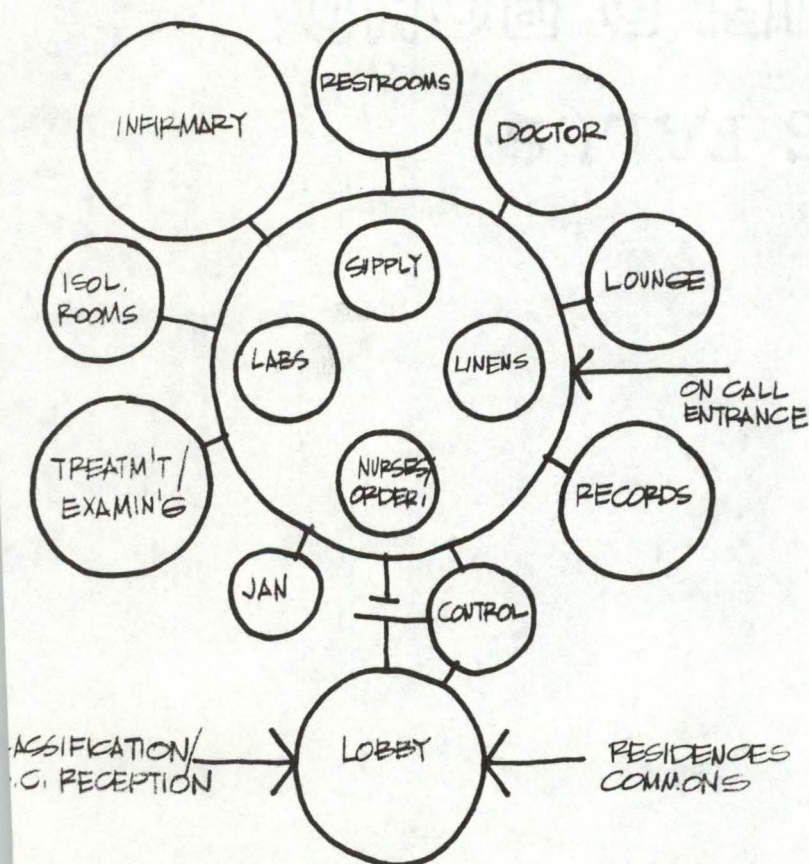 RESTROOMS
INFIRMARY
DOCTOR
SUPPLY
ISOL.
ROOMS
LOUNGE
LABS
LINENS
ON CALL
ENTRANCE
TREATM'T/
EXAMIN'G
NURSES/
ORDER.
RECORDS
JAN
CONTROL
LOBBY
ASSIFICATION/
.C. RECEPTION
RESIDENCES
COMMONS